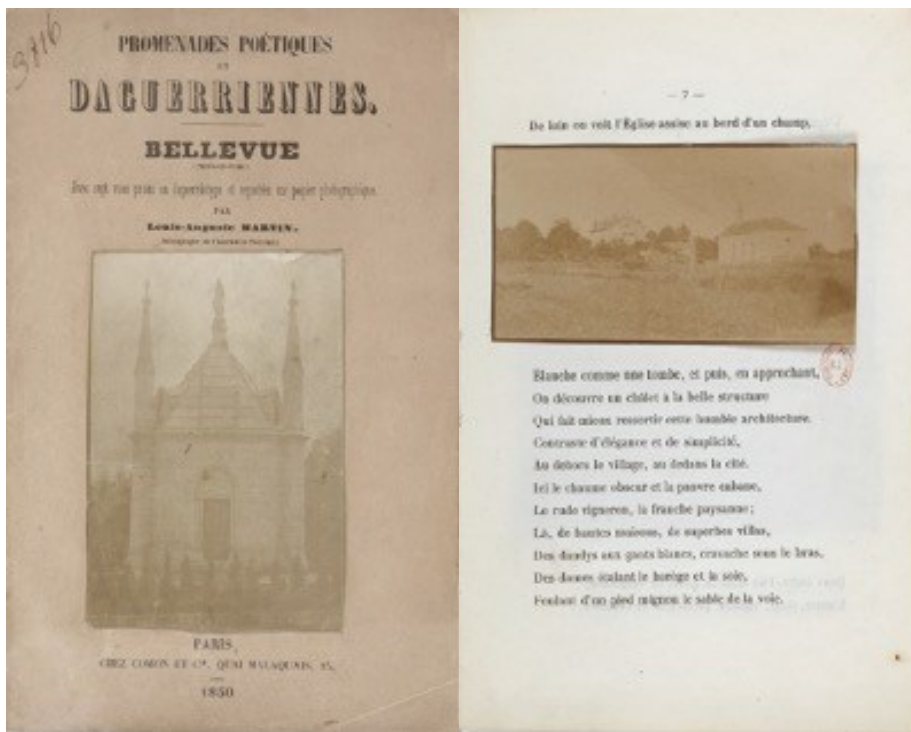 3716
PROMENADES POÉTIQUES
ET
DAGUERRIENNES.
BELLEVUE
Avec sept vues prises au daguerréotype et reportées sur papier photographique.
PAR
Louis-Auguste MARTIN,
PARIS,
CHEZ COMON ET Cie, QUAI MALAQUAIS, 15.
1850
— 7 —
De loin on voit l'Église assise au bord d'un champ,
Blanche comme une tombe, et puis, en approchant,
On découvre un châlet à la belle structure
Qui fait mieux ressortir cette humble architecture.
Contraste d'élégance et de simplicité,
Au dehors le village, au dedans la cité.
Ici le chaume obscur et la pauvre cabane,
Le rude vigneron, la franche paysanne;
Là, de hautes maisons, de superbes villas,
Des dandys aux gants blancs, cravache sous le bras,
Des dames étalant le barége et la soie,
Foulant d'un pied mignon le sable de la voie,